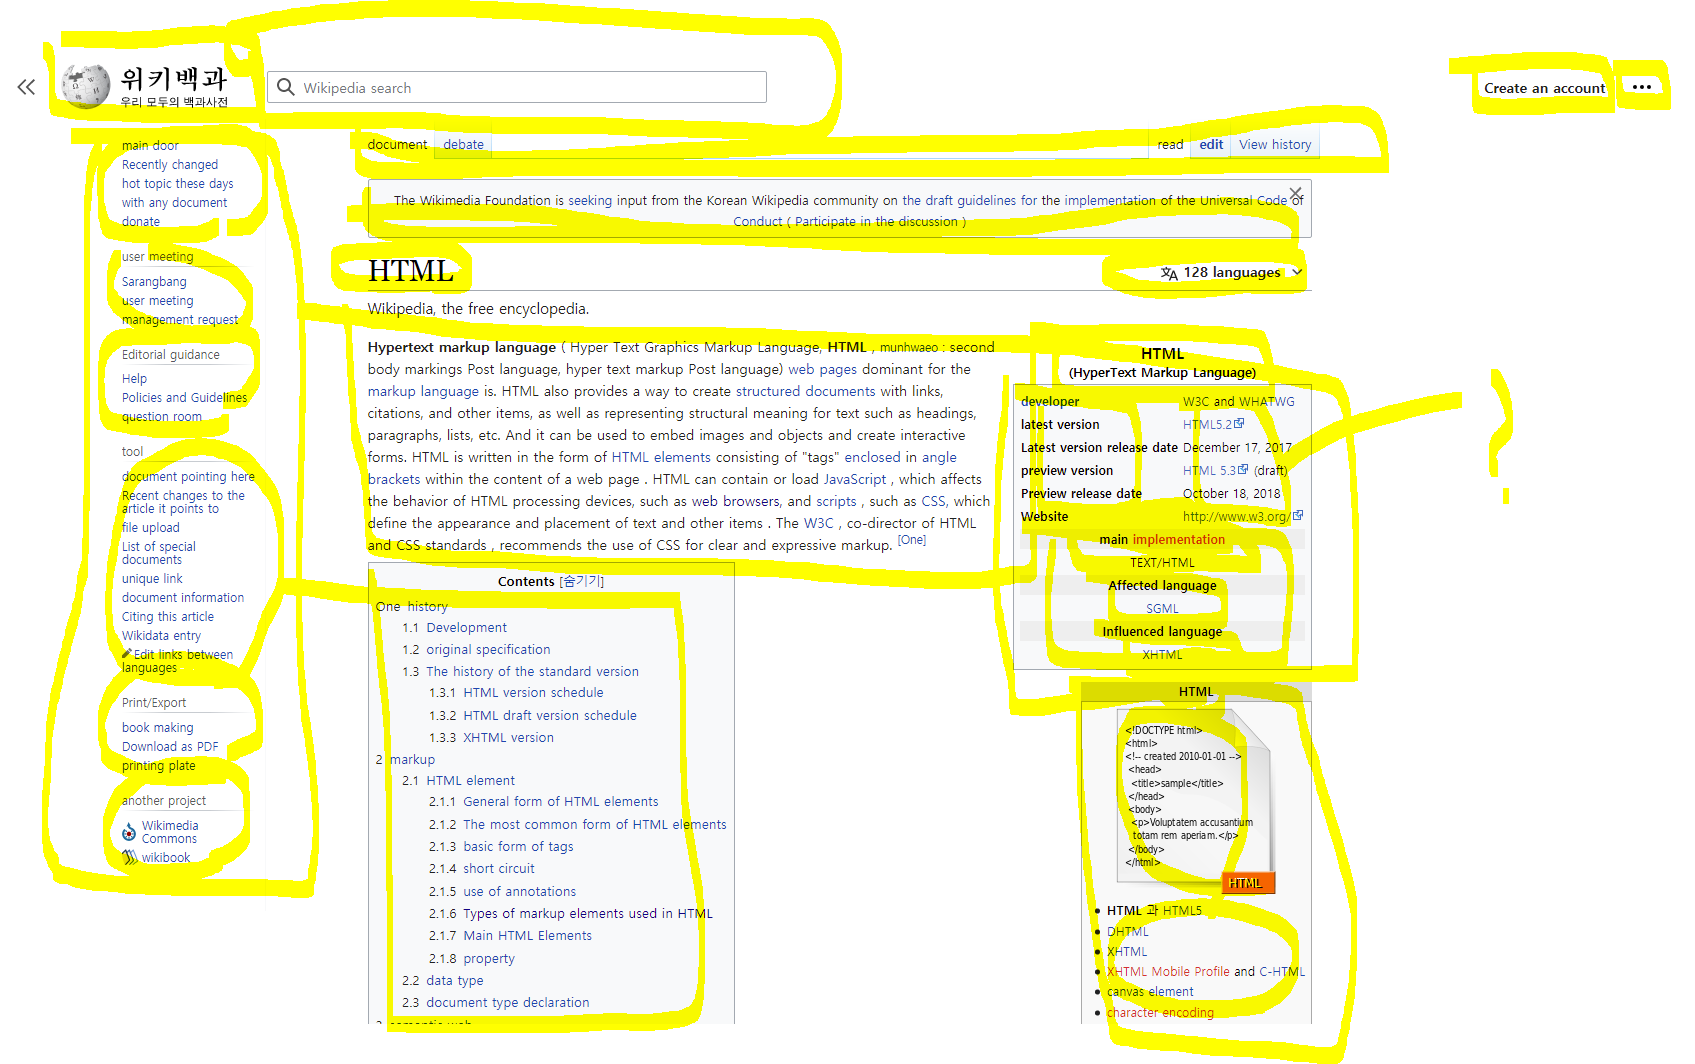 위키백과
우리 모두의 백과사전
Wikipedia search
Create an account
main door
Recently changed
hot topic these days
with any document
donate
user meeting
Sarangbang
user meeting
management request
Editorial guidance
Help
Policies and Guidelines
question room
tool
document pointing here
Recent changes to the
article it points to
file upload
List of special
documents
unique link
document information
Citing this article
Wikidata entry
Edit links between
languages
Print/Export
book making
Download as PDF
printing plate
another project
Wikimedia
Commons
wikibook
document debate read edit View history
The Wikimedia Foundation is seeking input from the Korean Wikipedia community on the draft guidelines for the implementation of the Universal Code of
Conduct ( Participate in the discussion )
HTML
128 languages
Wikipedia, the free encyclopedia.
Hypertext markup language ( Hyper Text Graphics Markup Language, HTML , munhwaeo : second
body markings Post language, hyper text markup Post language) web pages dominant for the
markup language is. HTML also provides a way to create structured documents with links,
citations, and other items, as well as representing structural meaning for text such as headings,
paragraphs, lists, etc. And it can be used to embed images and objects and create interactive
forms. HTML is written in the form of HTML elements consisting of "tags" enclosed in angle
brackets within the content of a web page . HTML can contain or load JavaScript , which affects
the behavior of HTML processing devices, such as web browsers, and scripts , such as CSS, which
define the appearance and placement of text and other items . The W3C , co-director of HTML
and CSS standards , recommends the use of CSS for clear and expressive markup. [One]
Contents [숨기기]
One history
1.1 Development
1.2 original specification
1.3 The history of the standard version
1.3.1 HTML version schedule
1.3.2 HTML draft version schedule
1.3.3 XHTML version
2 markup
2.1 HTML element
2.1.1 General form of HTML elements
2.1.2 The most common form of HTML elements
2.1.3 basic form of tags
2.1.4 short circuit
2.1.5 use of annotations
2.1.6 Types of markup elements used in HTML
2.1.7 Main HTML Elements
2.1.8 property
2.2 data type
2.3 document type declaration
HTML
(HyperText Markup Language)
developer W3C and WHATWG
latest version HTML5.2
Latest version release date December 17, 2017
preview version HTML 5.3 (draft)
Preview release date October 18, 2018
Website http://www.w3.org/
main implementation
TEXT/HTML
Affected language
SGML
Influenced language
XHTML
HTML
<!DOCTYPE html>
<html>
<!-- created 2010-01-01 -->
<head>
<title>sample</title>
</head>
<body>
<p>Voluptatem accusantium
totam rem aperiam.</p>
</body>
</html>
HTML
HTML 과 HTML5
DHTML
XHTML
XHTML Mobile Profile and C-HTML
canvas element
character encoding
?